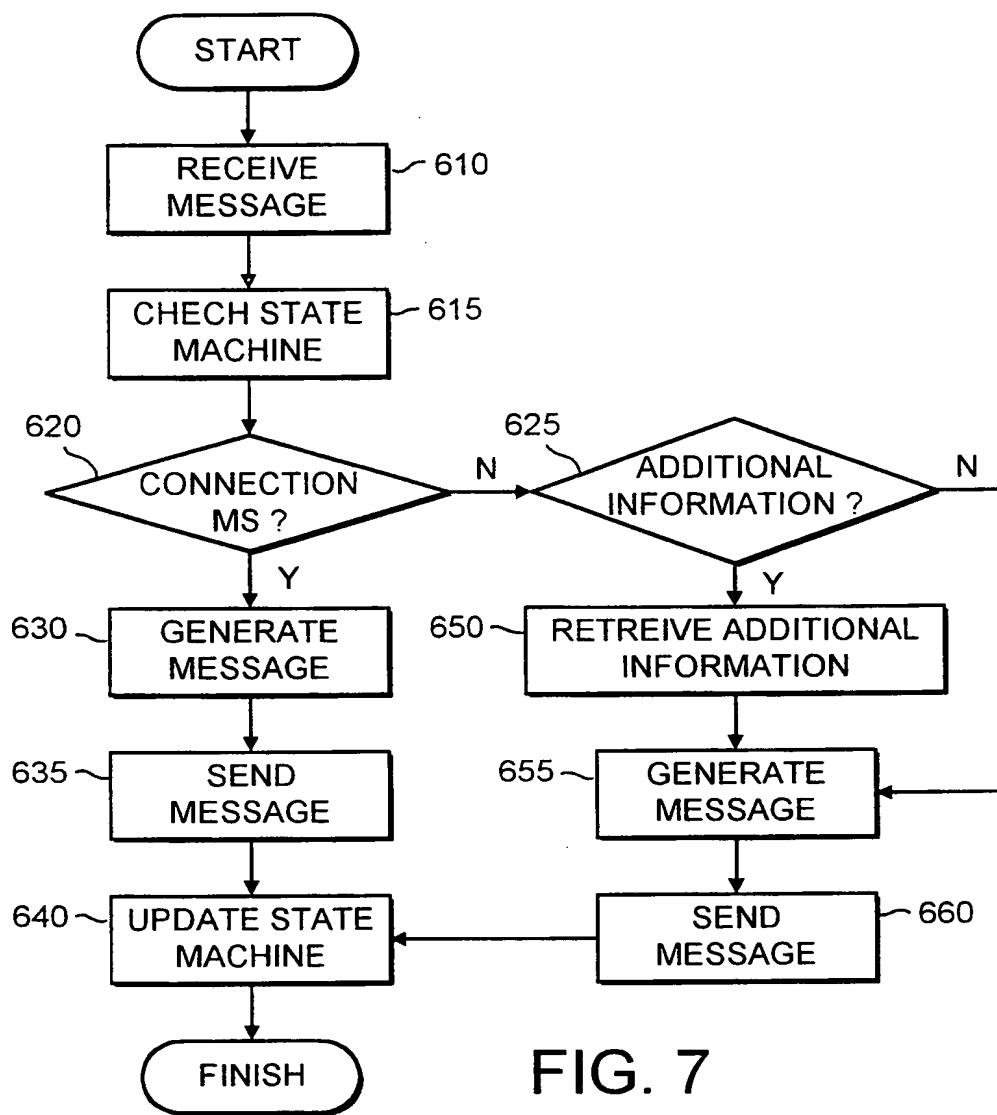 START
RECEIVE
MESSAGE
610
CHECH STATE
MACHINE
615
620
CONNECTION
MS ?
N
Y
625
ADDITIONAL
INFORMATION ?
N
Y
630
GENERATE
MESSAGE
650
RETREIVE ADDITIONAL
INFORMATION
635
SEND
MESSAGE
655
GENERATE
MESSAGE
640
UPDATE STATE
MACHINE
SEND
MESSAGE
660
FINISH
FIG. 7